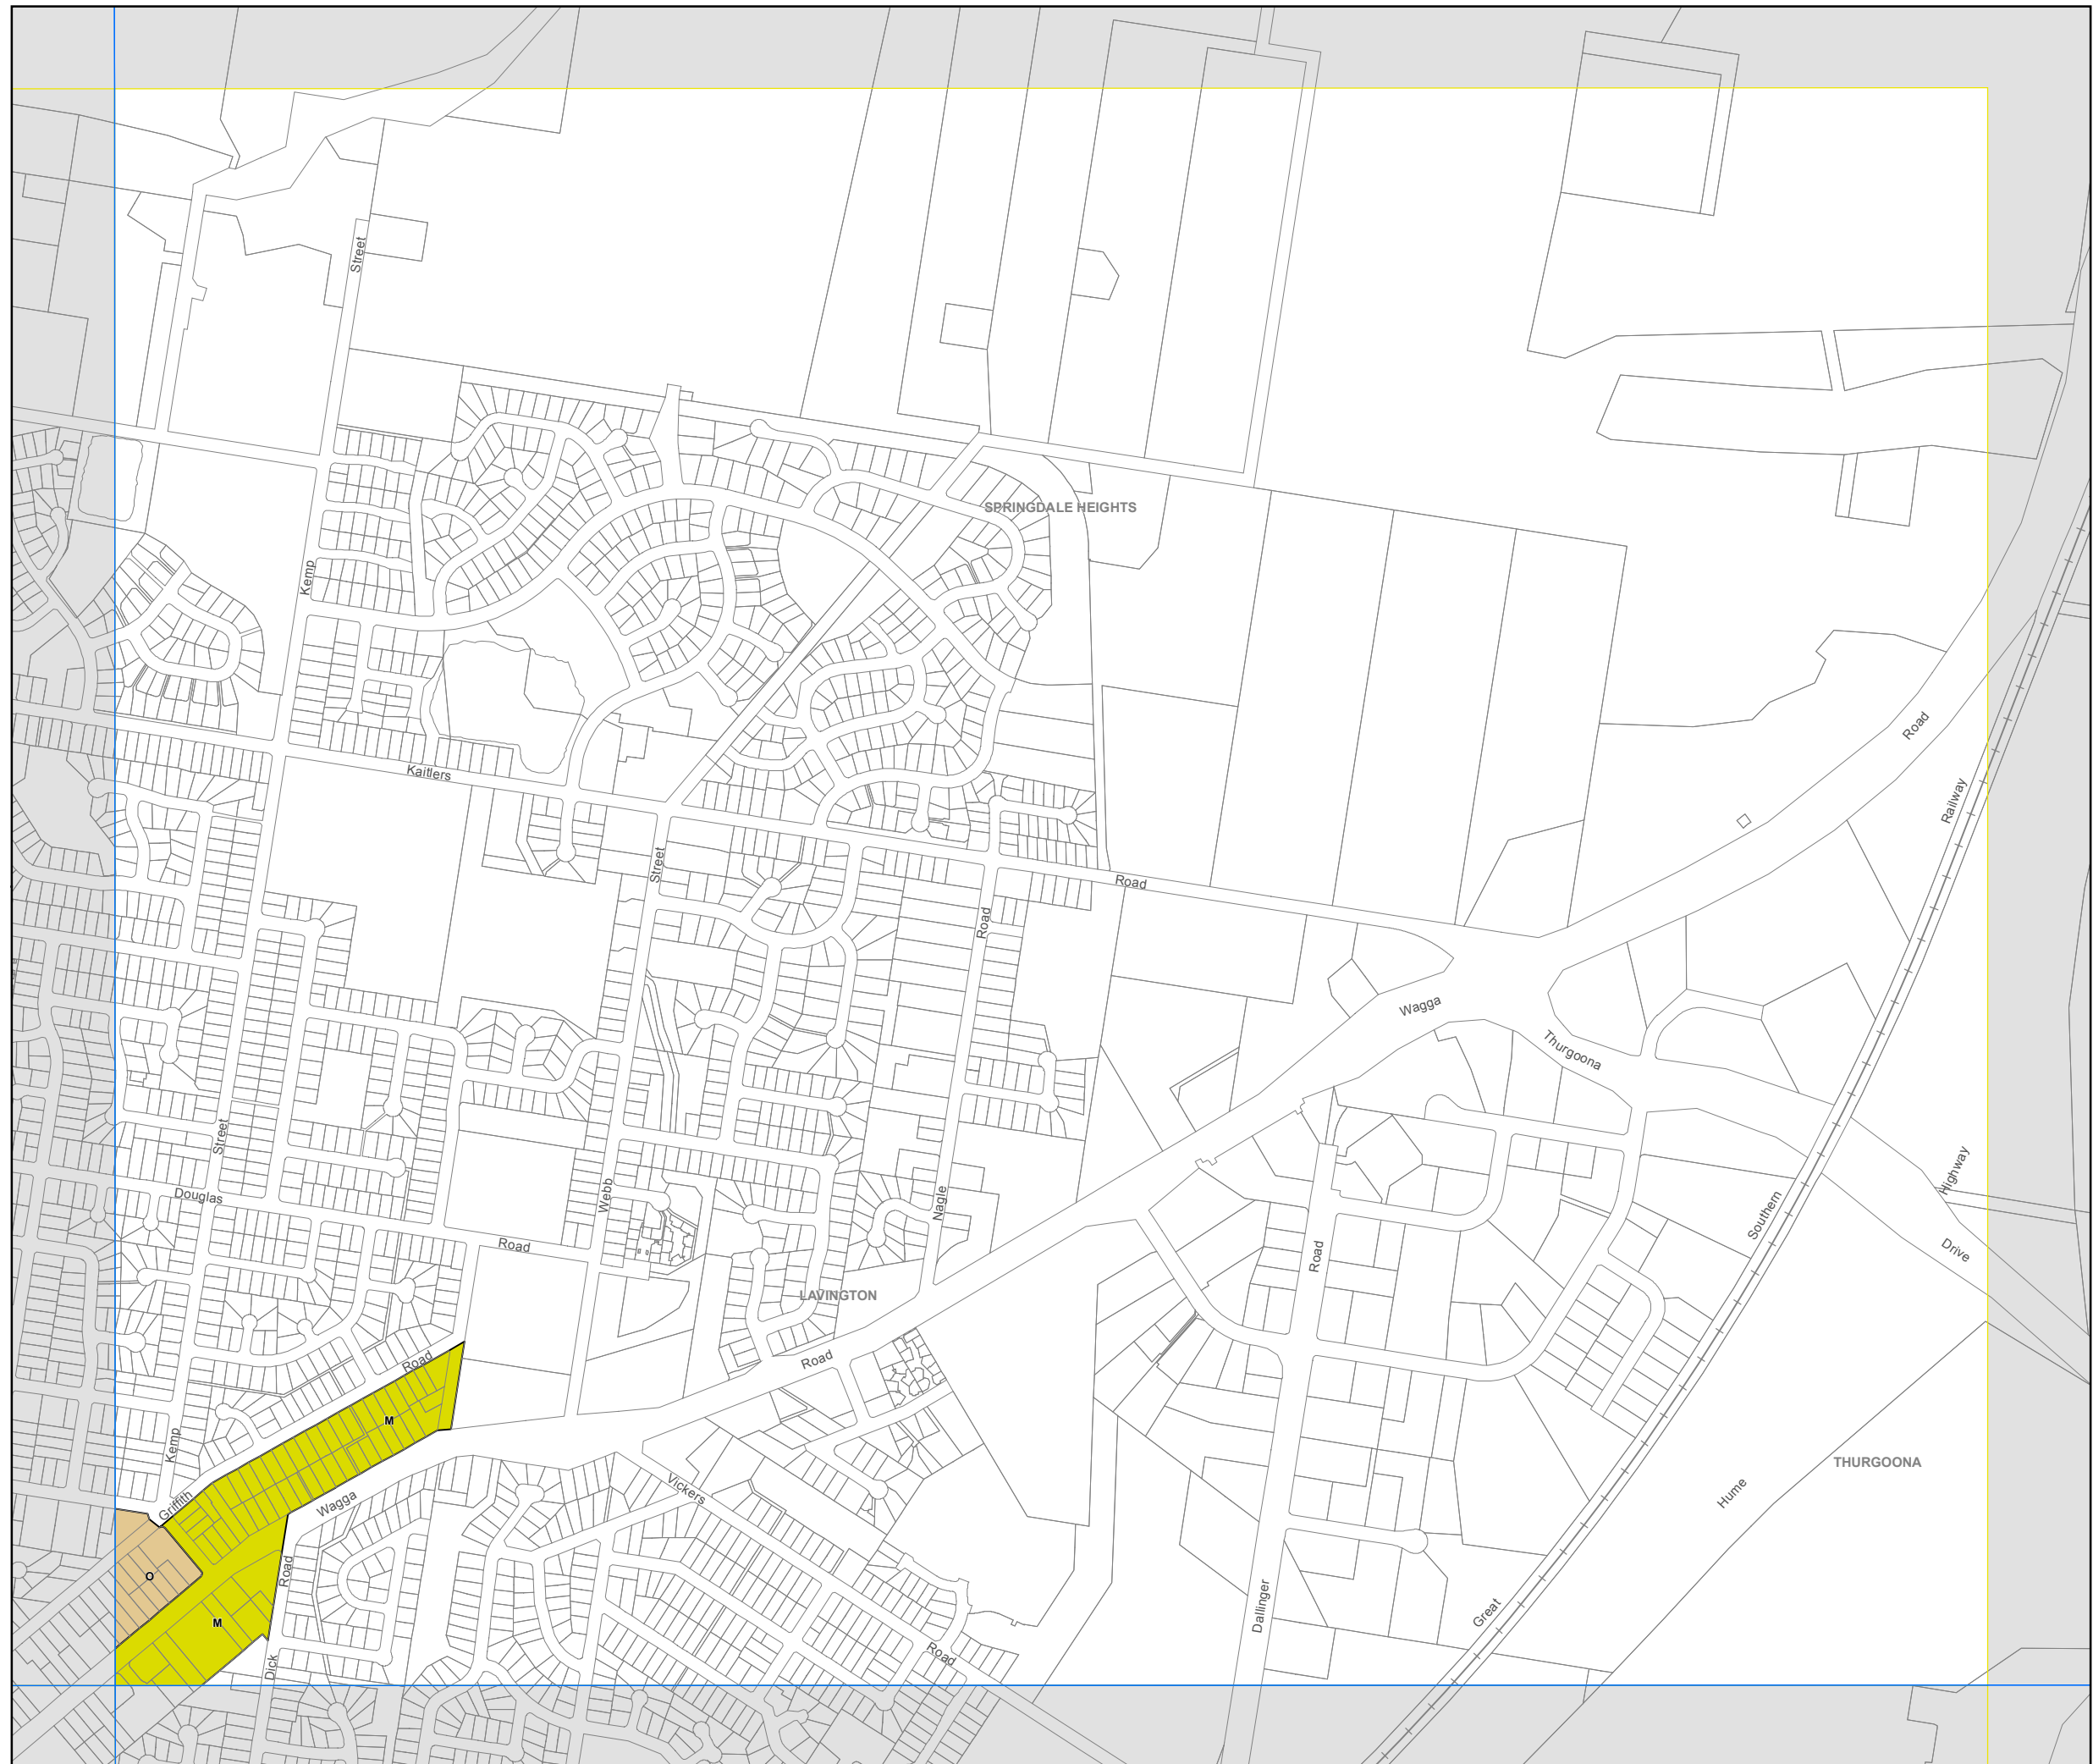 Street
SPRINGDALE HEIGHTS
Kemp
Road
Kaitlers
Railway
Street
Road
Road
Wagga
Thurgoona
Street
Highway
Douglas
Webb
Nagle
Southern
Road
Road
Drive
LAVINGTON
Road
Road
M
Kemp
THURGOONA
Vickers
Hume
Griffith
Wagga
O
Road
Dallinger
Great
M
Road
Dick